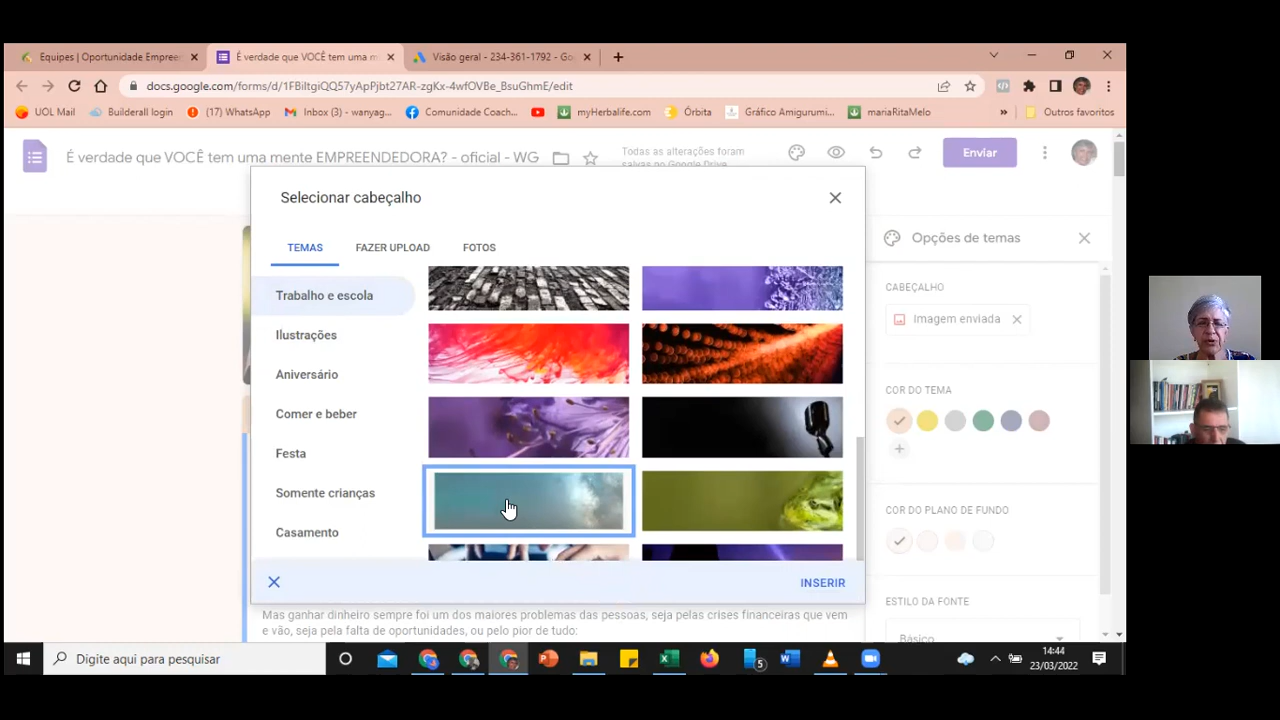 Equipes | Oportunidade Empreer
É verdade que VOCÊ tem uma m
Visão geral - 234-361-1792 - Go
docs.google.com/forms/d/1FBiltgiQQ57yApPjbt27AR-zgKx-4wfOVBe_BsuGhmE/edit
UOL Mail
Builderall login
(17) WhatsApp
Inbox (3) - wanyag...
Comunidade Coach...
myHerbalife.com
Órbita
Gráfico Amigurumi...
mariaRitaMelo
»
Outros favoritos
É verdade que VOCÊ tem uma mente EMPREENDEDORA? - oficial - WG
Todas as alterações foram
salvas no Google Drive
Enviar
Selecionar cabeçalho
TEMAS
FAZER UPLOAD
FOTOS
Trabalho e escola
Ilustrações
Aniversário
Comer e beber
Festa
Somente crianças
Casamento
INSERIR
Opções de temas
CABEÇALHO
Imagem enviada
COR DO TEMA
COR DO PLANO DE FUNDO
ESTILO DA FONTE
Básico
Mas ganhar dinheiro sempre foi um dos maiores problemas das pessoas, seja pelas crises financeiras que vem
e vão, seja pela falta de oportunidades, ou pelo pior de tudo:
Digite aqui para pesquisar
5
14:44
23/03/2022